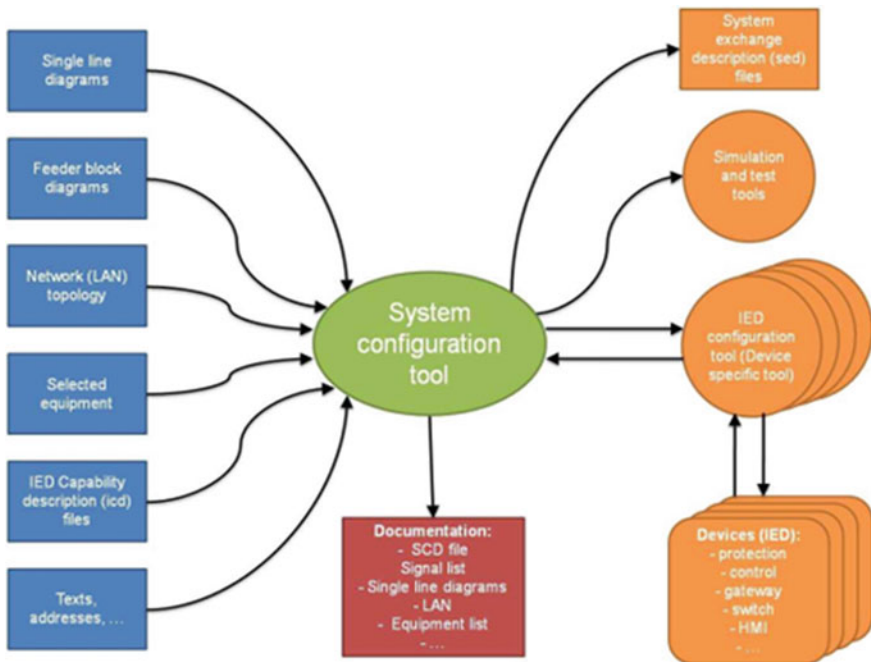 Single line
diagrams
Feeder block
diagrams
Network (LAN)
topology
Selected
equipment
IED Capability
description (icd)
files
Texts,
addresses, ...
System
configuration
tool
Documentation:
- SCD file
Signal list
- Single line diagrams
- LAN
- Equipment list
- ...
System
exchange
description (sed)
files
Simulation
and test
tools
IED
configuration
tool (Device
specific tool)
Devices (IED):
- protection
- control
- gateway
- switch
- HMI
- ...